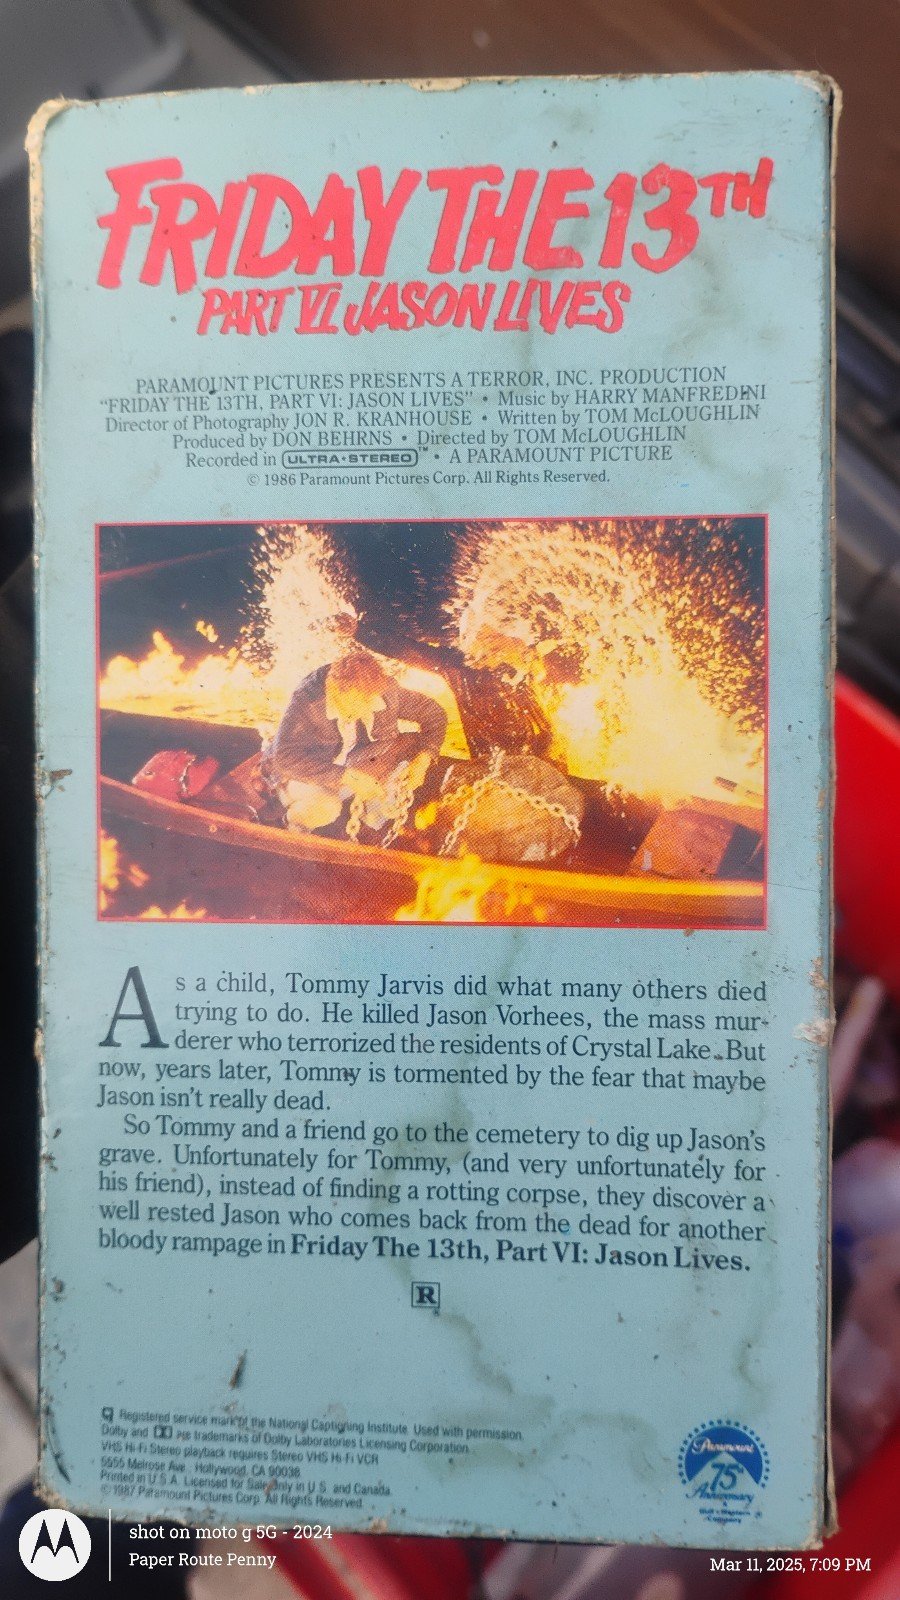 FRIDAY THE 13TH
PART VI: JASON LIVES
PARAMOUNT PICTURES PRESENTS A TERROR, INC. PRODUCTION
“FRIDAY THE 13TH, PART VI: JASON LIVES” • Music by HARRY MANFREDINI
Director of Photography JON R. KRANHOUSE • Written by TOM McLOUGHLIN
Produced by DON BEHRNS • Directed by TOM McLOUGHLIN
Recorded in ULTRA★STEREO™ • A PARAMOUNT PICTURE
© 1986 Paramount Pictures Corp. All Rights Reserved.
As a child, Tommy Jarvis did what many others died
trying to do. He killed Jason Vorhees, the mass mur-
derer who terrorized the residents of Crystal Lake. But
now, years later, Tommy is tormented by the fear that maybe
Jason isn't really dead.
So Tommy and a friend go to the cemetery to dig up Jason's
grave. Unfortunately for Tommy, (and very unfortunately for
his friend), instead of finding a rotting corpse, they discover a
well rested Jason who comes back from the dead for another
bloody rampage in Friday The 13th, Part VI: Jason Lives.
R
Registered service mark of the National Captioning Institute. Used with permission.
Dolby and DD are trademarks of Dolby Laboratories Licensing Corporation.
VHS Hi-Fi Stereo playback requires Stereo VHS Hi Fi VCR
5555 Melrose Ave., Hollywood, CA 90038
Printed in U.S.A. Licensed for Sale only in U.S. and Canada.
© 1987 Paramount Pictures Corp. All Rights Reserved.
Paramount
75th
Anniversary
A
Gulf+Western
Company
shot on moto g 5G - 2024
Paper Route Penny
Mar 11, 2025, 7:09 PM